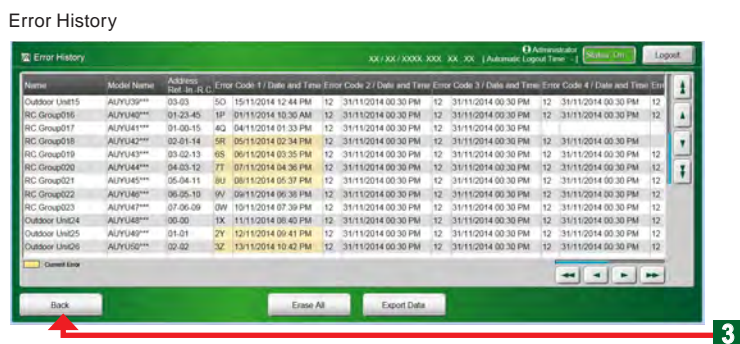 Error History
Error History XX / XX / XXXX XXX XX XX | Automatic Logout Time - | Administrator Status: On Logout
Name Model Name Address Ref.-In.-R.C. Error Code 1 / Date and Time Error Code 2 / Date and Time Error Code 3 / Date and Time Error Code 4 / Date and Time Err
Outdoor Unit15 AUYU39*** 03-03 5O 15/11/2014 12:44 PM 12 31/11/2014 00:30 PM 12 31/11/2014 00:30 PM 12 31/11/2014 00:30 PM 12
RC.Group016 AUYU40*** 01-23-45 1P 01/11/2014 10:30 AM 12 31/11/2014 00:30 PM 12 31/11/2014 00:30 PM 12 31/11/2014 00:30 PM 12
RC.Group017 AUYU41*** 01-00-15 4Q 04/11/2014 01:33 PM 12 31/11/2014 00:30 PM 12 31/11/2014 00:30 PM
RC.Group018 AUYU42*** 02-01-14 5R 05/11/2014 02:34 PM 12 31/11/2014 00:30 PM 12 31/11/2014 00:30 PM 12 31/11/2014 00:30 PM
RC.Group019 AUYU43*** 03-02-13 6S 06/11/2014 03:35 PM 12 31/11/2014 00:30 PM 12 31/11/2014 00:30 PM 12 31/11/2014 00:30 PM 12
RC.Group020 AUYU44*** 04-03-12 7T 07/11/2014 04:36 PM 12 31/11/2014 00:30 PM 12 31/11/2014 00:30 PM 12 31/11/2014 00:30 PM 12
RC.Group021 AUYU45*** 05-04-11 8U 08/11/2014 05:37 PM 12 31/11/2014 00:30 PM 12 31/11/2014 00:30 PM 12 31/11/2014 00:30 PM 12
RC.Group022 AUYU46*** 06-05-10 9V 09/11/2014 06:38 PM 12 31/11/2014 00:30 PM 12 31/11/2014 00:30 PM 12 31/11/2014 00:30 PM 12
RC.Group023 AUYU47*** 07-06-09 0W 10/11/2014 07:39 PM 12 31/11/2014 00:30 PM 12 31/11/2014 00:30 PM 12 31/11/2014 00:30 PM 12
Outdoor Unit24 AUYU48*** 00-00 1X 11/11/2014 08:40 PM 12 31/11/2014 00:30 PM 12 31/11/2014 00:30 PM 12 31/11/2014 00:30 PM 12
Outdoor Unit25 AUYU49*** 01-01 2Y 12/11/2014 09:41 PM 12 31/11/2014 00:30 PM 12 31/11/2014 00:30 PM 12 31/11/2014 00:30 PM 12
Outdoor Unit26 AUYU50*** 02-02 3Z 13/11/2014 10:42 PM 12 31/11/2014 00:30 PM 12 31/11/2014 00:30 PM 12 31/11/2014 00:30 PM 12
Current Error
Back Erase All Export Data
3